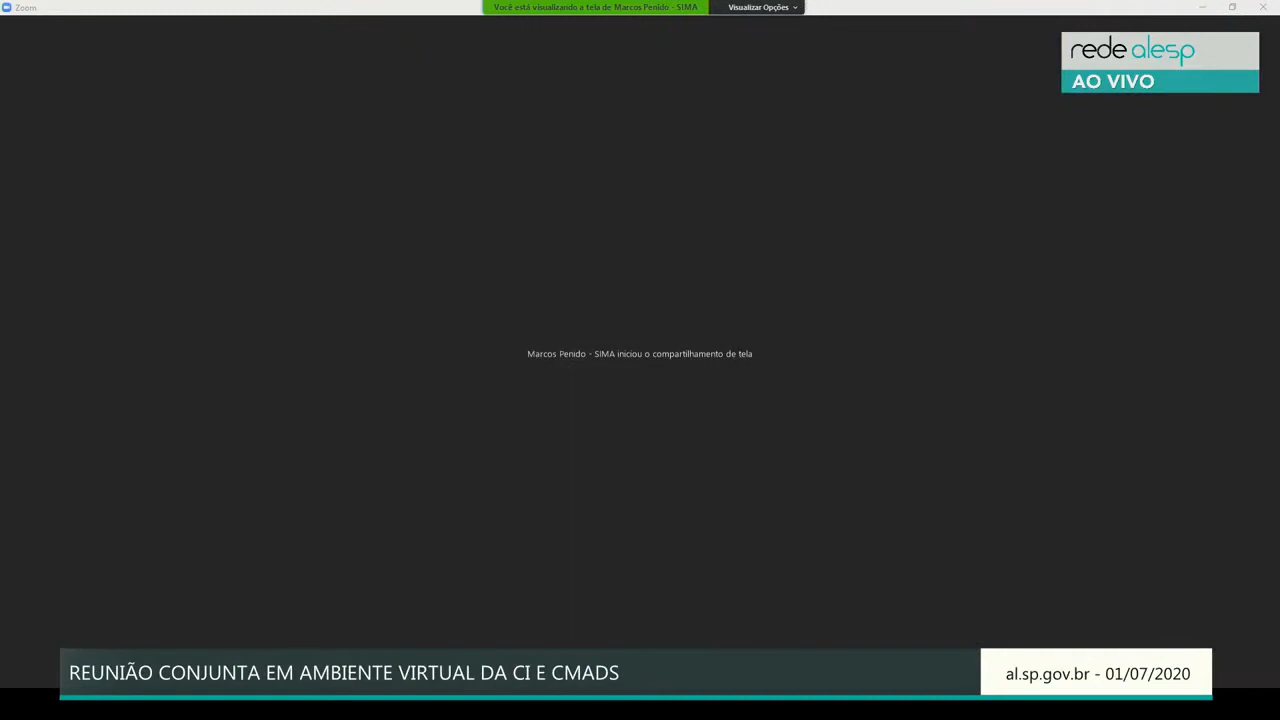 Zoom
Você está visualizando a tela de Marcos Penido - SIMA
Visualizar Opções
rede alesp
AO VIVO
Marcos Penido - SIMA iniciou o compartilhamento de tela
REUNIÃO CONJUNTA EM AMBIENTE VIRTUAL DA CI E CMADS
al.sp.gov.br - 01/07/2020